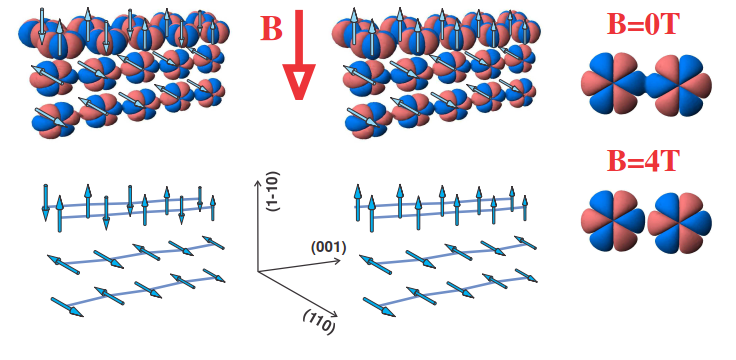 B
B=0T
B=4T
(1-10)
(001)
(110)